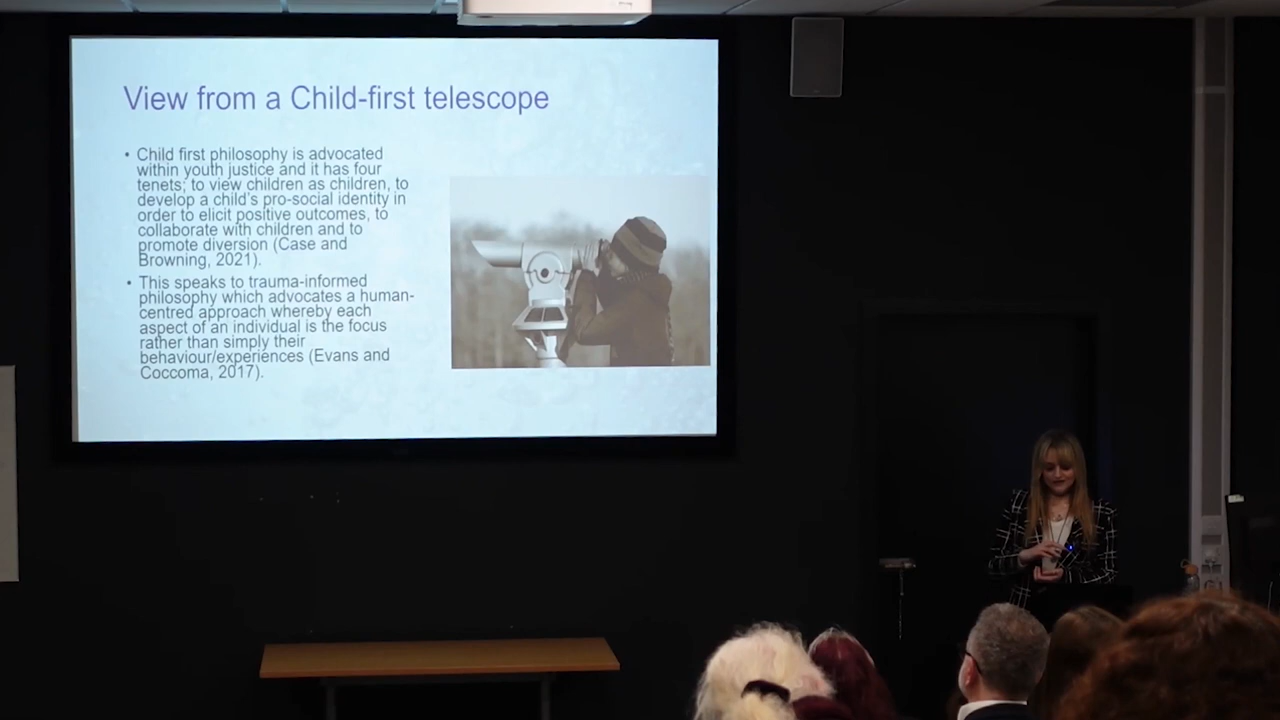 View from a Child-first telescope
• Child first philosophy is advocated
within youth justice and it has four
tenets; to view children as children, to
develop a child's pro-social identity in
order to elicit positive outcomes, to
collaborate with children and to
promote diversion (Case and
Browning, 2021).
• This speaks to trauma-informed
philosophy which advocates a human-
centred approach whereby each
aspect of an individual is the focus
rather than simply their
behaviour/experiences (Evans and
Coccoma, 2017).